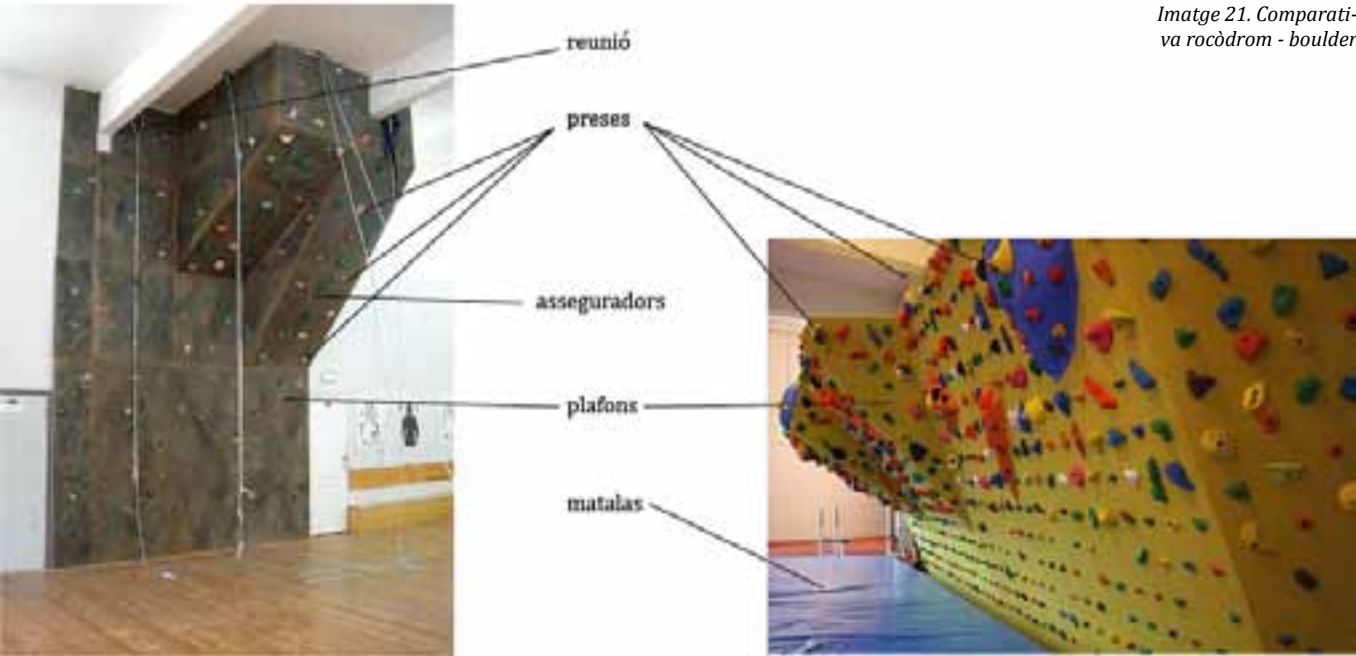 Imatge 21. Comparati-
va rocòdrom - boulder
reunió
preses
asseguradors
plafons
matalas